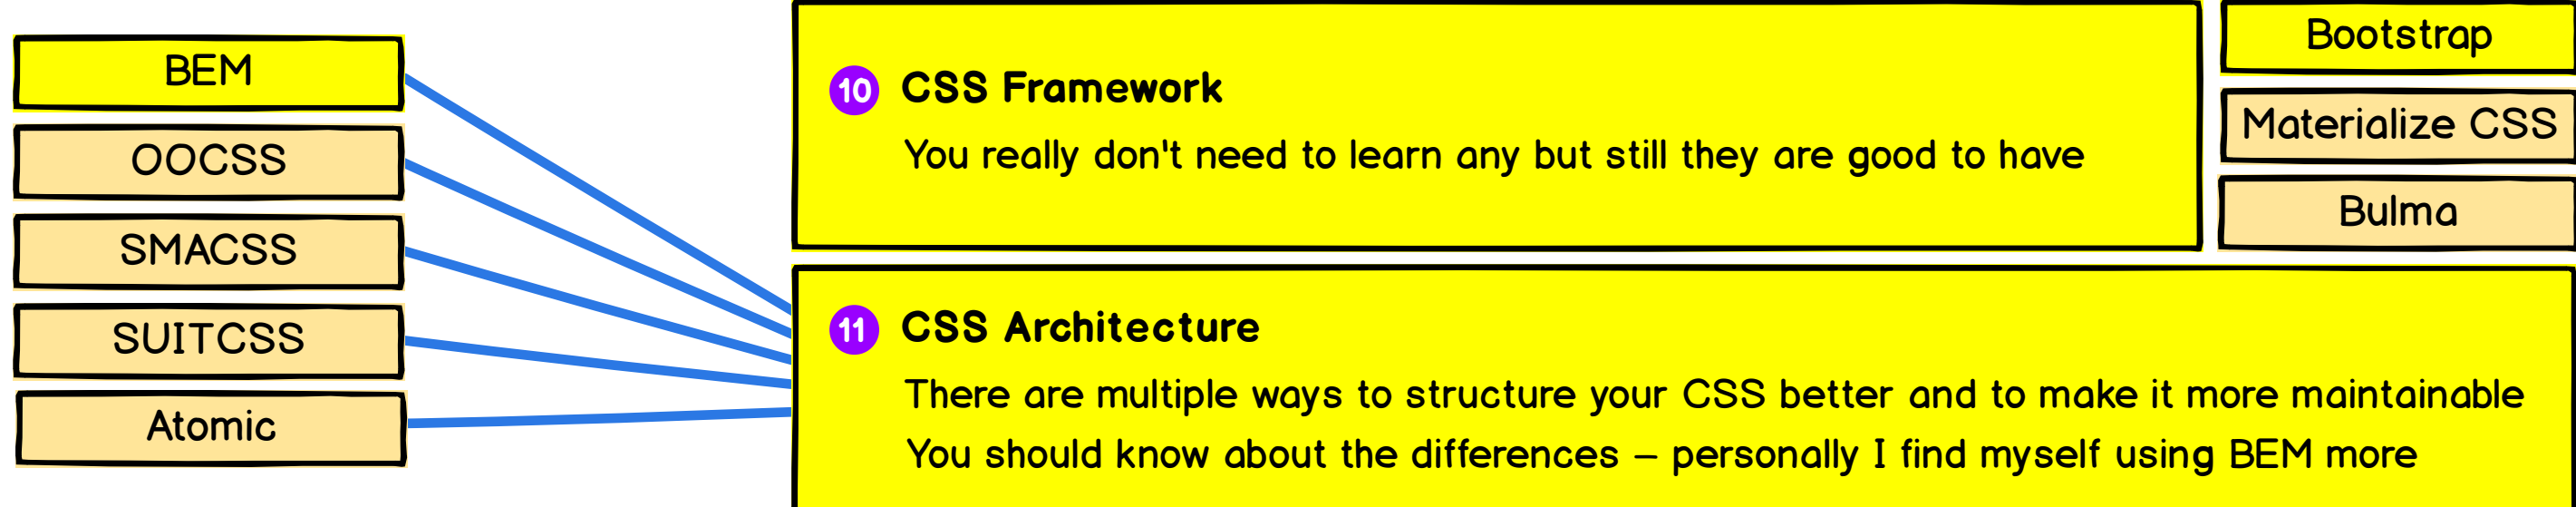 BEM
OOCSS
SMACSS
SUITCSS
Atomic
10 CSS Framework
You really don't need to learn any but still they are good to have
Bootstrap
Materialize CSS
Bulma
11 CSS Architecture
There are multiple ways to structure your CSS better and to make it more maintainable
You should know about the differences – personally I find myself using BEM more